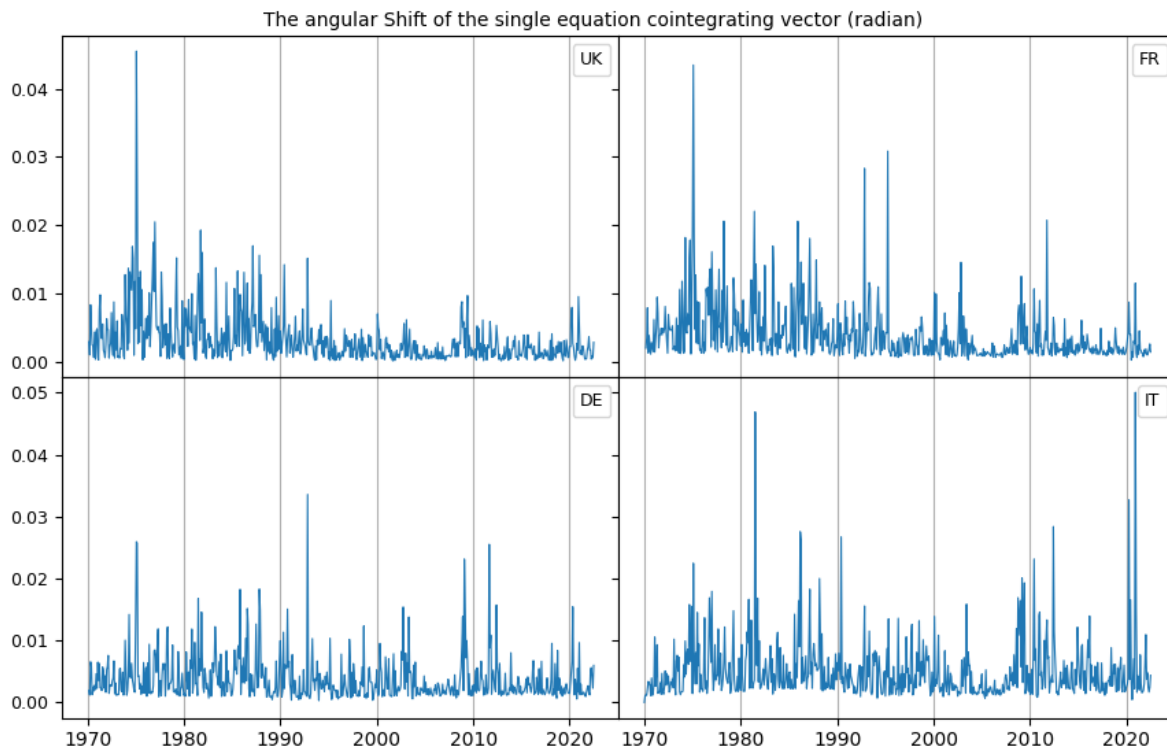 The angular Shift of the single equation cointegrating vector (radian)
UK
FR
0.04
0.03
0.02
0.01
0.00
DE
IT
0.05
0.04
0.03
0.02
0.01
0.00
1970 1980 1990 2000 2010 2020 1970 1980 1990 2000 2010 2020